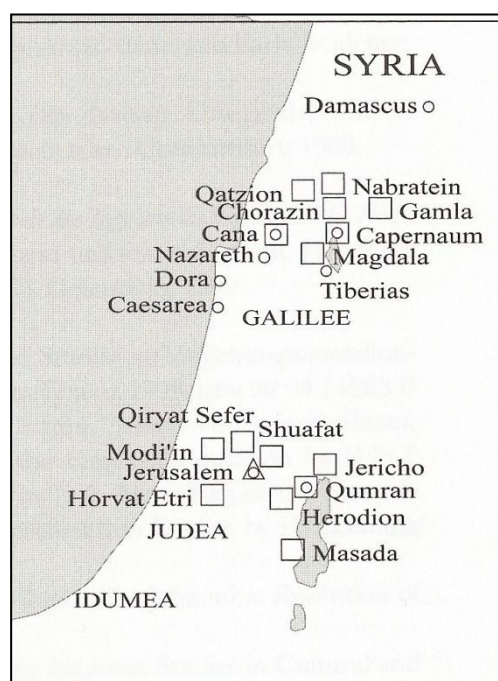 SYRIA
Damascus
Qatzion
Nabratein
Chorazin
Gamla
Cana
Capernaum
Nazareth
Magdala
Dora
Tiberias
Caesarea
GALILEE
Qiryat Sefer
Shuafat
Modi'in
Jericho
Jerusalem
Qumran
Horvat Etri
Herodion
JUDEA
Masada
IDUMEA